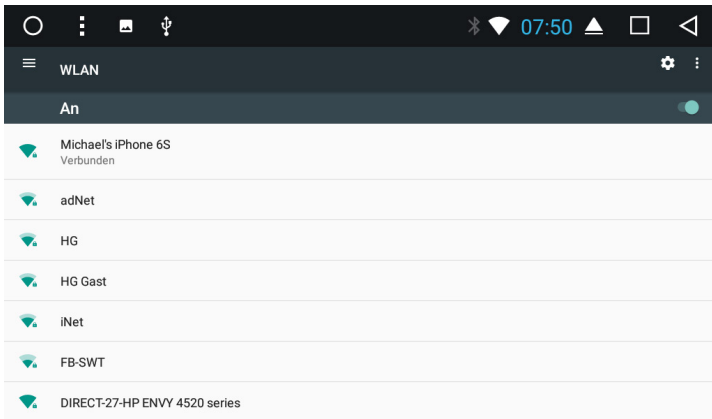 07:50
WLAN
An
Michael's iPhone 6S
Verbunden
adNet
HG
HG Gast
iNet
FB-SWT
DIRECT-27-HP ENVY 4520 series